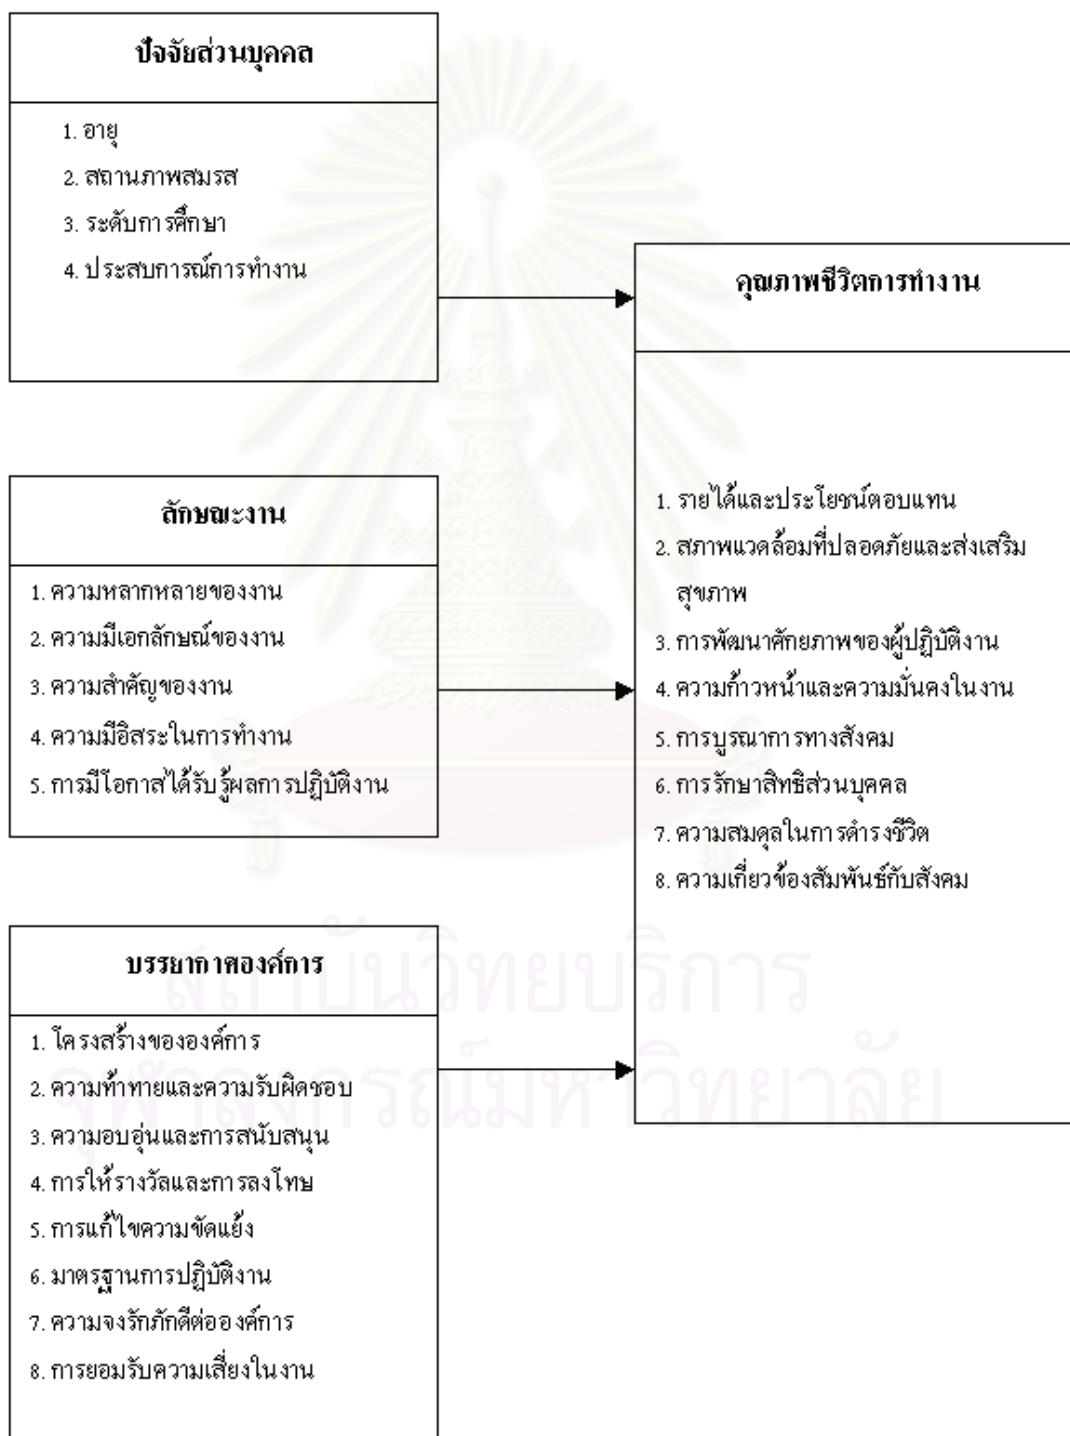 ปัจจัยส่วนบุคคล
1. อายุ
2. สถานภาพสมรส
3. ระดับการศึกษา
4. ประสบการณ์การทำงาน
ลักษณะงาน
1. ความหลากหลายของงาน
2. ความมีเอกลักษณ์ของงาน
3. ความสำคัญของงาน
4. ความมีอิสระในการทำงาน
5. การมีโอกาสได้รับรู้ผลการปฏิบัติงาน
บรรยากาศองค์การ
1. โครงสร้างขององค์การ
2. ความท้าทายและความรับผิดชอบ
3. ความอบอุ่นและการสนับสนุน
4. การให้รางวัลและการลงโทษ
5. การแก้ไขความขัดแย้ง
6. มาตรฐานการปฏิบัติงาน
7. ความจงรักภักดีต่อองค์การ
8. การยอมรับความเสี่ยงในงาน
คุณภาพชีวิตการทำงาน
1. รายได้และประโยชน์ตอบแทน
2. สภาพแวดล้อมที่ปลอดภัยและส่งเสริม
สุขภาพ
3. การพัฒนาศักยภาพของผู้ปฏิบัติงาน
4. ความก้าวหน้าและความมั่นคงในงาน
5. การบูรณาการทางสังคม
6. การรักษาสิทธิส่วนบุคคล
7. ความสมดุลในการดำรงชีวิต
8. ความเกี่ยวข้องสัมพันธ์กับสังคม
สถาบันวิทยบริการ
จุฬาลงกรณ์มหาวิทยาลัย